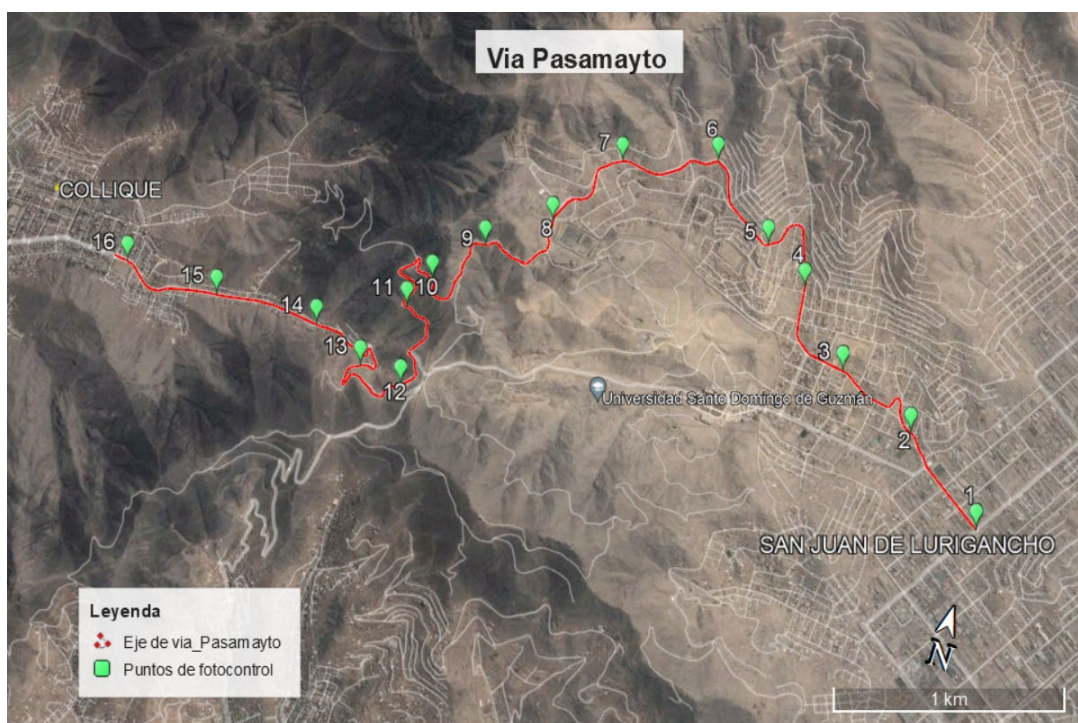 Via Pasamayto
7
6
COLLIQUE
8
16
9
5
15
11
10
4
14
13
3
12
Universidad Santo Domingo de Guzmán
2
1
SAN JUAN DE LURIGANCHO
Leyenda
Eje de via_Pasamayto
Puntos de fotocontrol
N
1 km